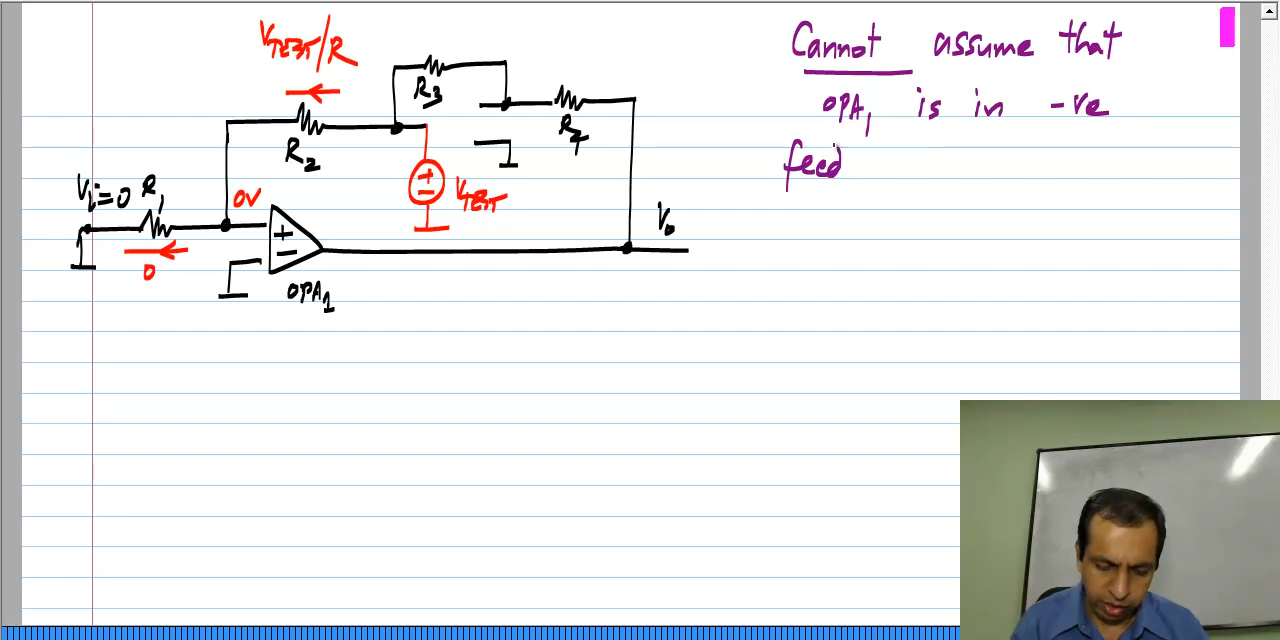 VTEST/R
Cannot assume that
R3
OPA1 is in -ve
R2
R4
feed
Vi=0 R1
0V
+
-
VTEST
Vo
+
-
0
OPA1